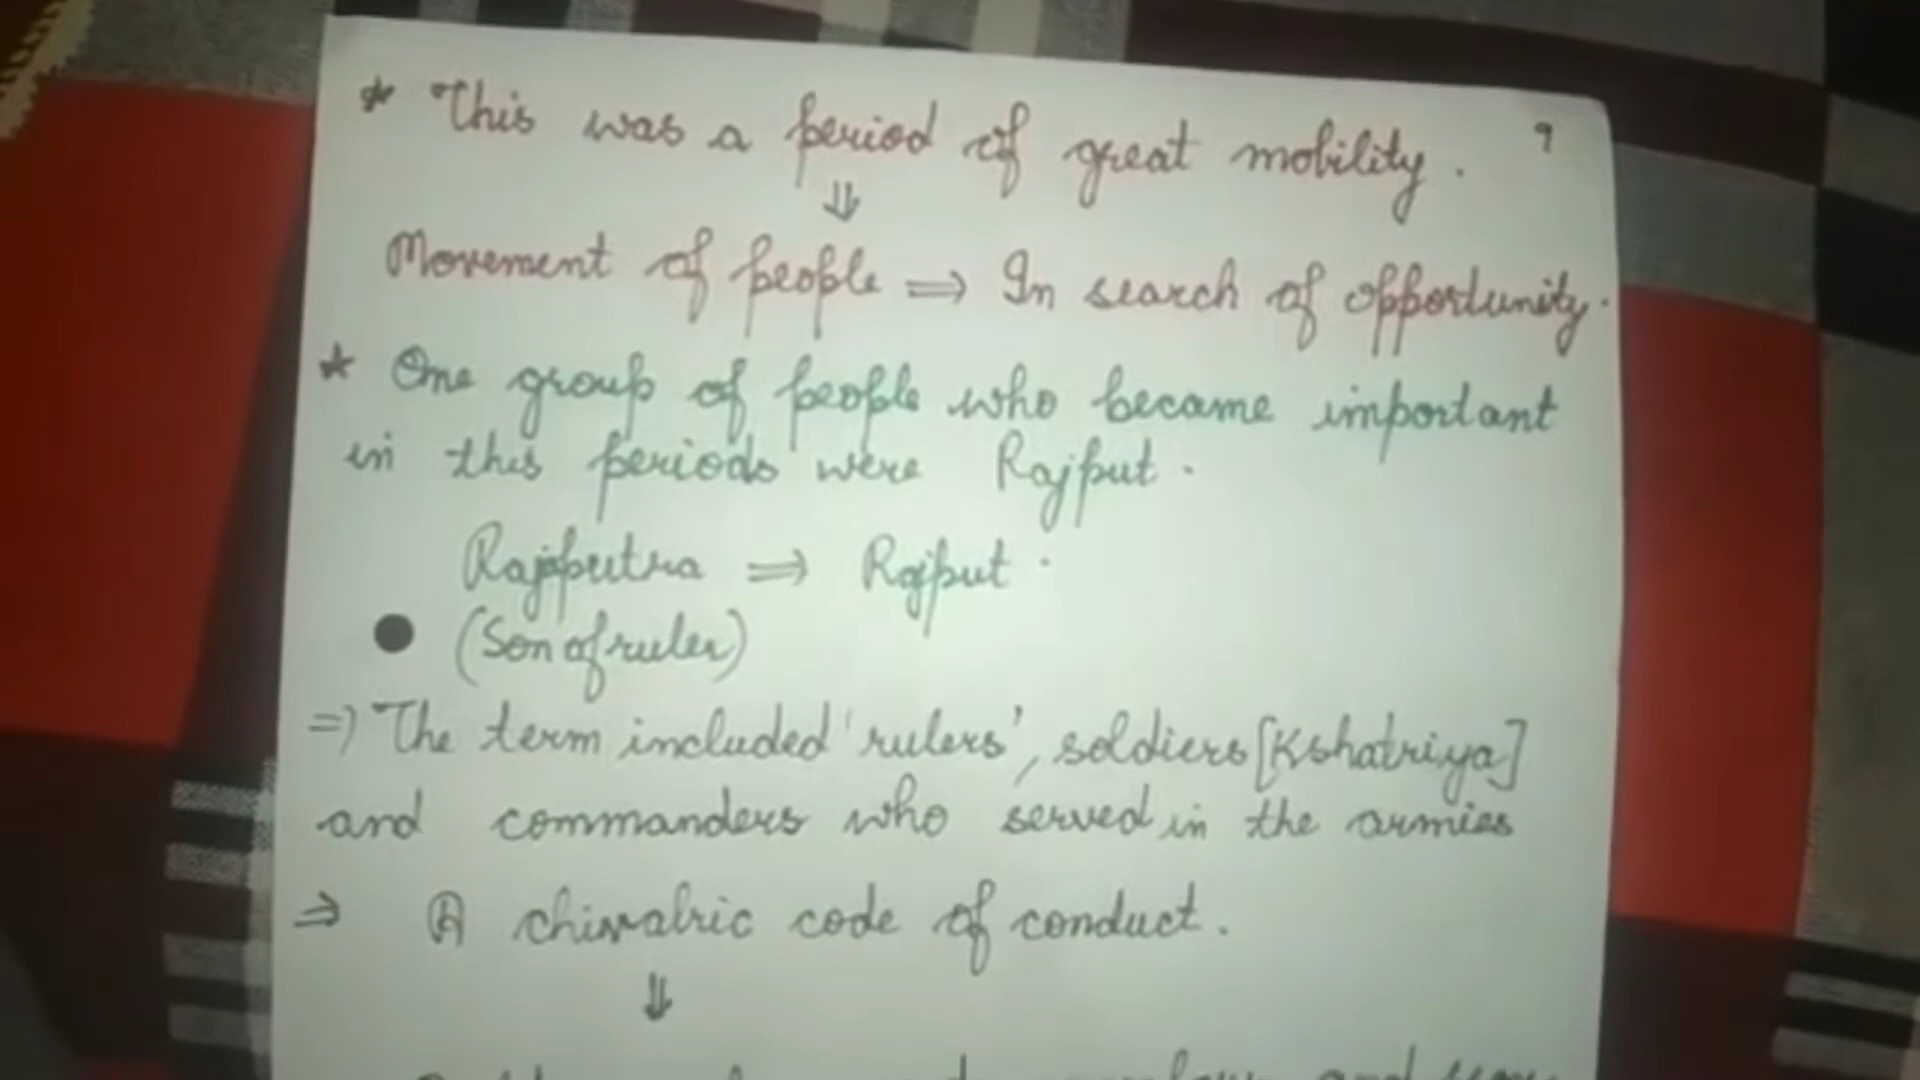 * This was a period of great mobility. 9
⇓
Movement of people ⇒ In search of opportunity.
* One group of people who became important
in this periods were Rajput.
Rajputra ⇒ Rajput.
(Son of ruler)
⇒ The term included 'rulers', soldiers [Kshatriya]
and commanders who served in the armies
⇒ A chivalric code of conduct.
⇓